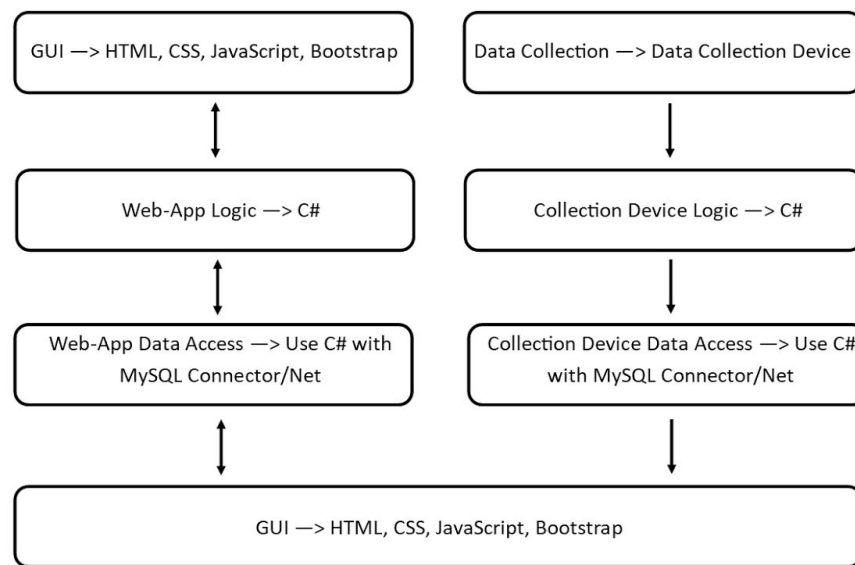 GUI —> HTML, CSS, JavaScript, Bootstrap
Data Collection —> Data Collection Device
Web-App Logic —> C#
Collection Device Logic —> C#
Web-App Data Access —> Use C# with
MySQL Connector/Net
Collection Device Data Access —> Use C#
with MySQL Connector/Net
GUI —> HTML, CSS, JavaScript, Bootstrap